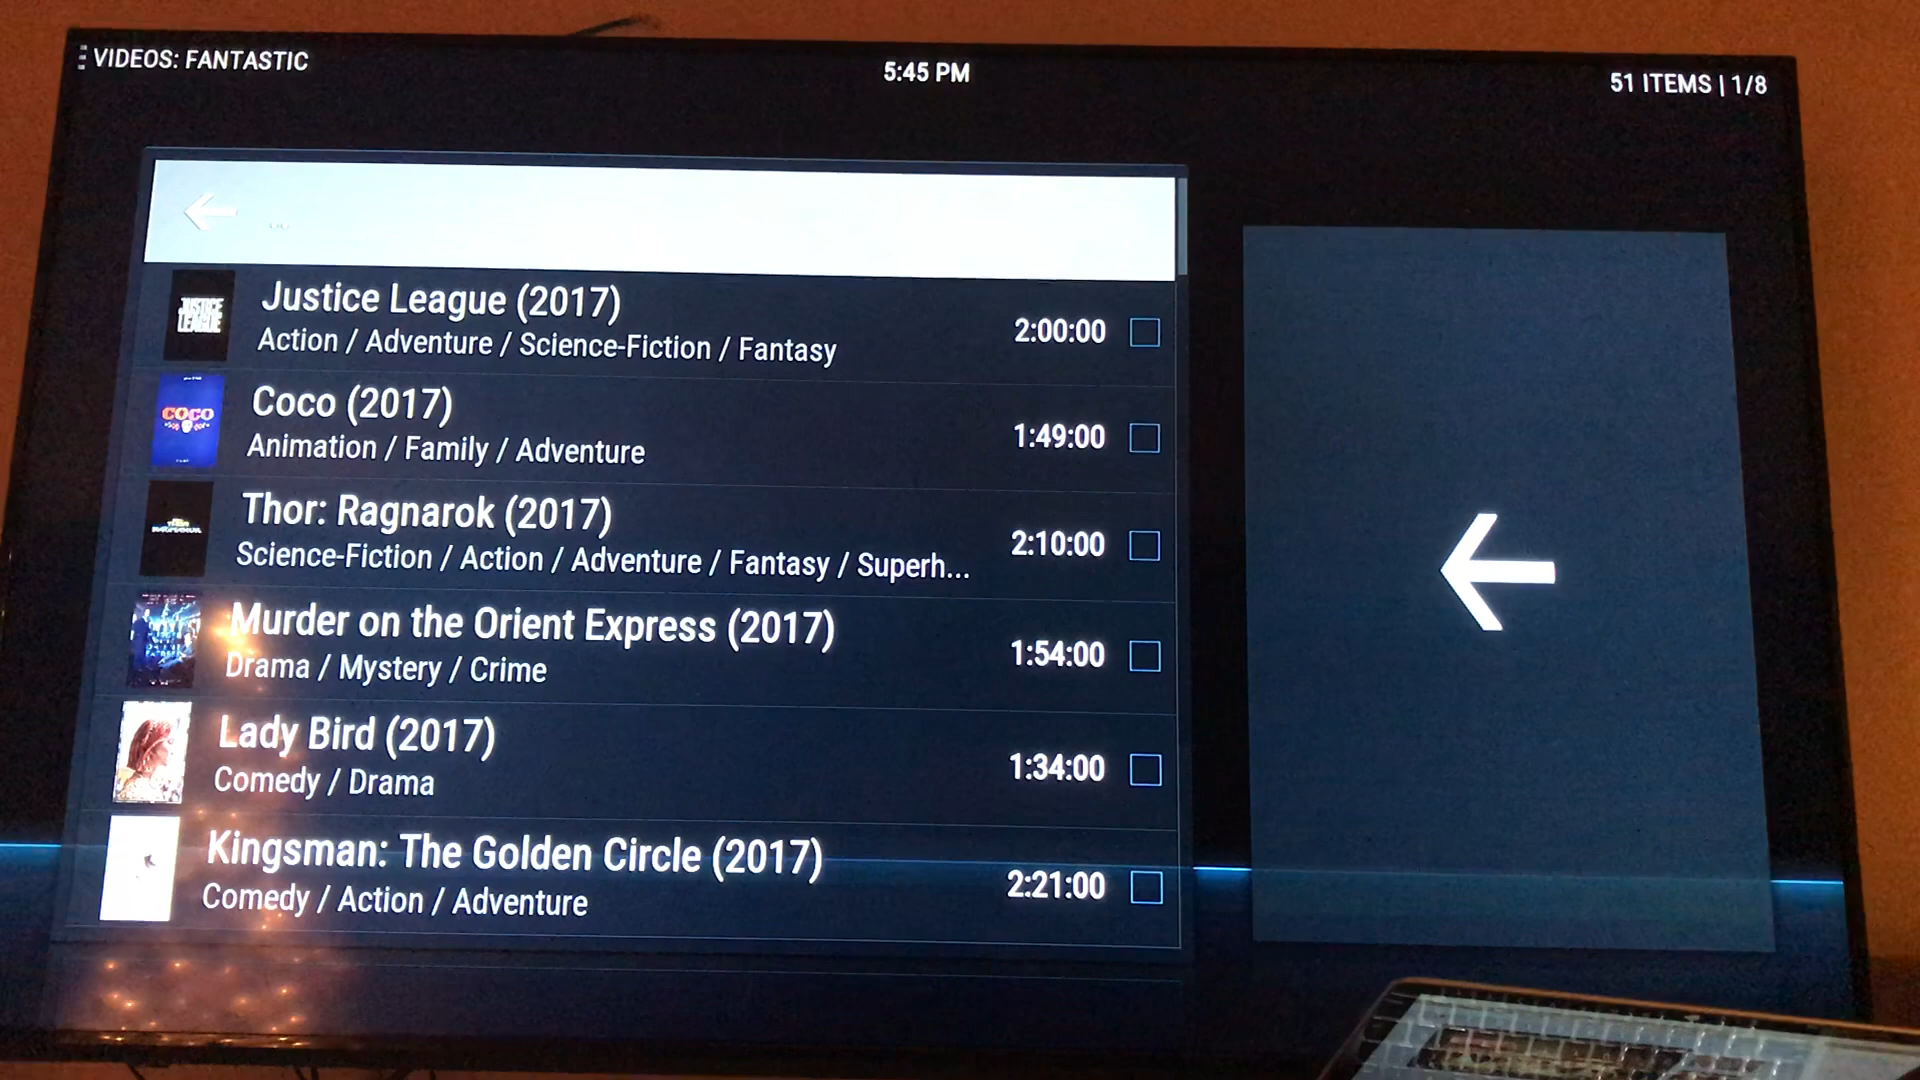 VIDEOS: FANTASTIC
5:45 PM
51 ITEMS | 1/8
..
JUSTICE
LEAGUE
Justice League (2017)
2:00:00
Action / Adventure / Science-Fiction / Fantasy
COCO
Coco (2017)
1:49:00
Animation / Family / Adventure
Thor: Ragnarok (2017)
2:10:00
Science-Fiction / Action / Adventure / Fantasy / Superh...
Murder on the Orient Express (2017)
1:54:00
Drama / Mystery / Crime
Lady Bird (2017)
1:34:00
Comedy / Drama
Kingsman: The Golden Circle (2017)
2:21:00
Comedy / Action / Adventure